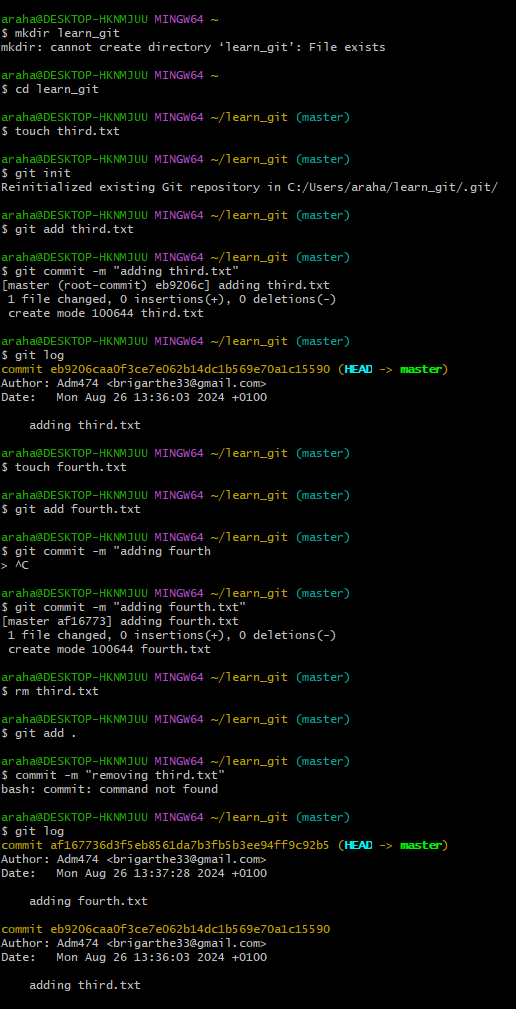 araha@DESKTOP-HKNMJUU MINGW64 ~
$ mkdir learn_git
mkdir: cannot create directory ‘learn_git’: File exists
araha@DESKTOP-HKNMJUU MINGW64 ~
$ cd learn_git
araha@DESKTOP-HKNMJUU MINGW64 ~/learn_git (master)
$ touch third.txt
araha@DESKTOP-HKNMJUU MINGW64 ~/learn_git (master)
$ git init
Reinitialized existing Git repository in C:/Users/araha/learn_git/.git/
araha@DESKTOP-HKNMJUU MINGW64 ~/learn_git (master)
$ git add third.txt
araha@DESKTOP-HKNMJUU MINGW64 ~/learn_git (master)
$ git commit -m "adding third.txt"
[master (root-commit) eb9206c] adding third.txt
 1 file changed, 0 insertions(+), 0 deletions(-)
 create mode 100644 third.txt
araha@DESKTOP-HKNMJUU MINGW64 ~/learn_git (master)
$ git log
commit eb9206caa0f3ce7e062b14dc1b569e70a1c15590 (HEAD -> master)
Author: Adm474 <brigarthe33@gmail.com>
Date:   Mon Aug 26 13:36:03 2024 +0100
    adding third.txt
araha@DESKTOP-HKNMJUU MINGW64 ~/learn_git (master)
$ touch fourth.txt
araha@DESKTOP-HKNMJUU MINGW64 ~/learn_git (master)
$ git add fourth.txt
araha@DESKTOP-HKNMJUU MINGW64 ~/learn_git (master)
$ git commit -m "adding fourth
> ^C
araha@DESKTOP-HKNMJUU MINGW64 ~/learn_git (master)
$ git commit -m "adding fourth.txt"
[master af16773] adding fourth.txt
 1 file changed, 0 insertions(+), 0 deletions(-)
 create mode 100644 fourth.txt
araha@DESKTOP-HKNMJUU MINGW64 ~/learn_git (master)
$ rm third.txt
araha@DESKTOP-HKNMJUU MINGW64 ~/learn_git (master)
$ git add .
araha@DESKTOP-HKNMJUU MINGW64 ~/learn_git (master)
$ commit -m "removing third.txt"
bash: commit: command not found
araha@DESKTOP-HKNMJUU MINGW64 ~/learn_git (master)
$ git log
commit af167736d3f5eb8561da7b3fb5b3ee94ff9c92b5 (HEAD -> master)
Author: Adm474 <brigarthe33@gmail.com>
Date:   Mon Aug 26 13:37:28 2024 +0100
    adding fourth.txt
commit eb9206caa0f3ce7e062b14dc1b569e70a1c15590
Author: Adm474 <brigarthe33@gmail.com>
Date:   Mon Aug 26 13:36:03 2024 +0100
    adding third.txt